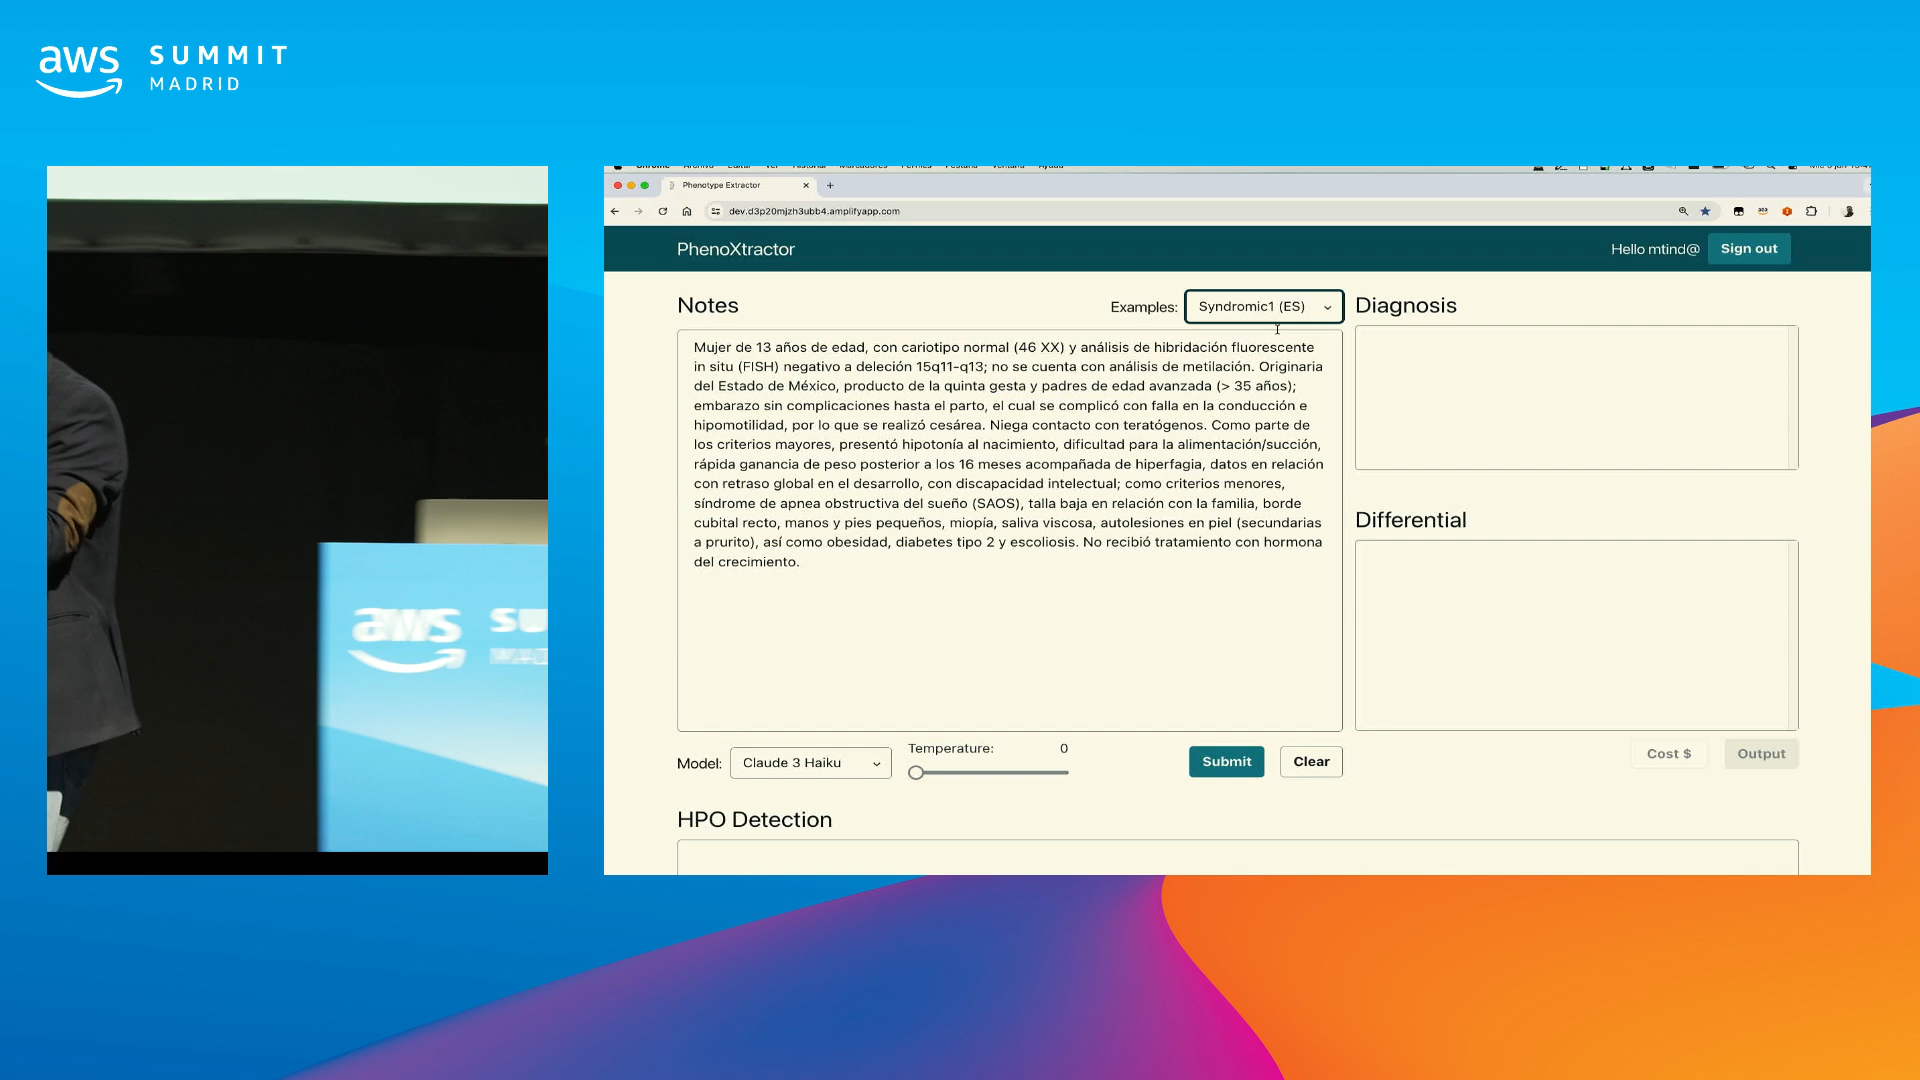 aws SUMMIT
MADRID
Phenotype Extractor
dev.d3p20mjzh3ubb4.amplifyapp.com
PhenoXtractor
Hello mtind@
Sign out
Notes
Examples:
Syndromic1 (ES)
Mujer de 13 años de edad, con cariotipo normal (46 XX) y análisis de hibridación fluorescente
in situ (FISH) negativo a deleción 15q11-q13; no se cuenta con análisis de metilación. Originaria
del Estado de México, producto de la quinta gesta y padres de edad avanzada (> 35 años);
embarazo sin complicaciones hasta el parto, el cual se complicó con falla en la conducción e
hipomotilidad, por lo que se realizó cesárea. Niega contacto con teratógenos. Como parte de
los criterios mayores, presentó hipotonía al nacimiento, dificultad para la alimentación/succión,
rápida ganancia de peso posterior a los 16 meses acompañada de hiperfagia, datos en relación
con retraso global en el desarrollo, con discapacidad intelectual; como criterios menores,
síndrome de apnea obstructiva del sueño (SAOS), talla baja en relación con la familia, borde
cubital recto, manos y pies pequeños, miopía, saliva viscosa, autolesiones en piel (secundarias
a prurito), así como obesidad, diabetes tipo 2 y escoliosis. No recibió tratamiento con hormona
del crecimiento.
Model:
Claude 3 Haiku
Temperature:
0
Submit
Clear
Diagnosis
Differential
Cost $
Output
HPO Detection
aws